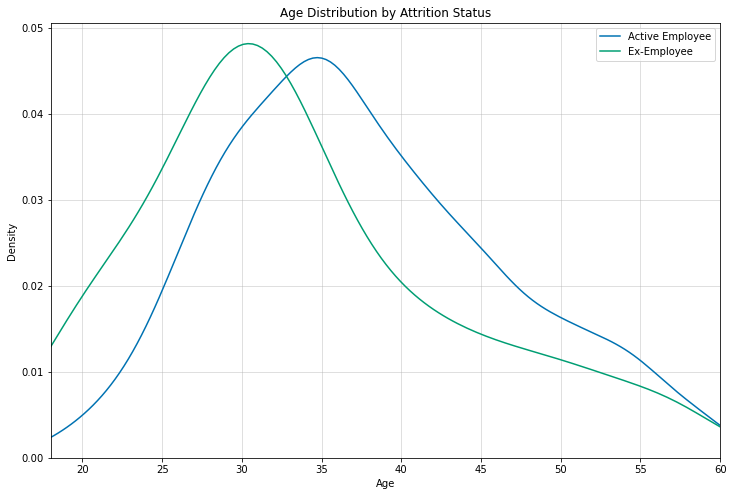 Age Distribution by Attrition Status
Active Employee
Ex-Employee
0.05
0.04
0.03
0.02
0.01
0.00
Density
20 25 30 35 40 45 50 55 60
Age